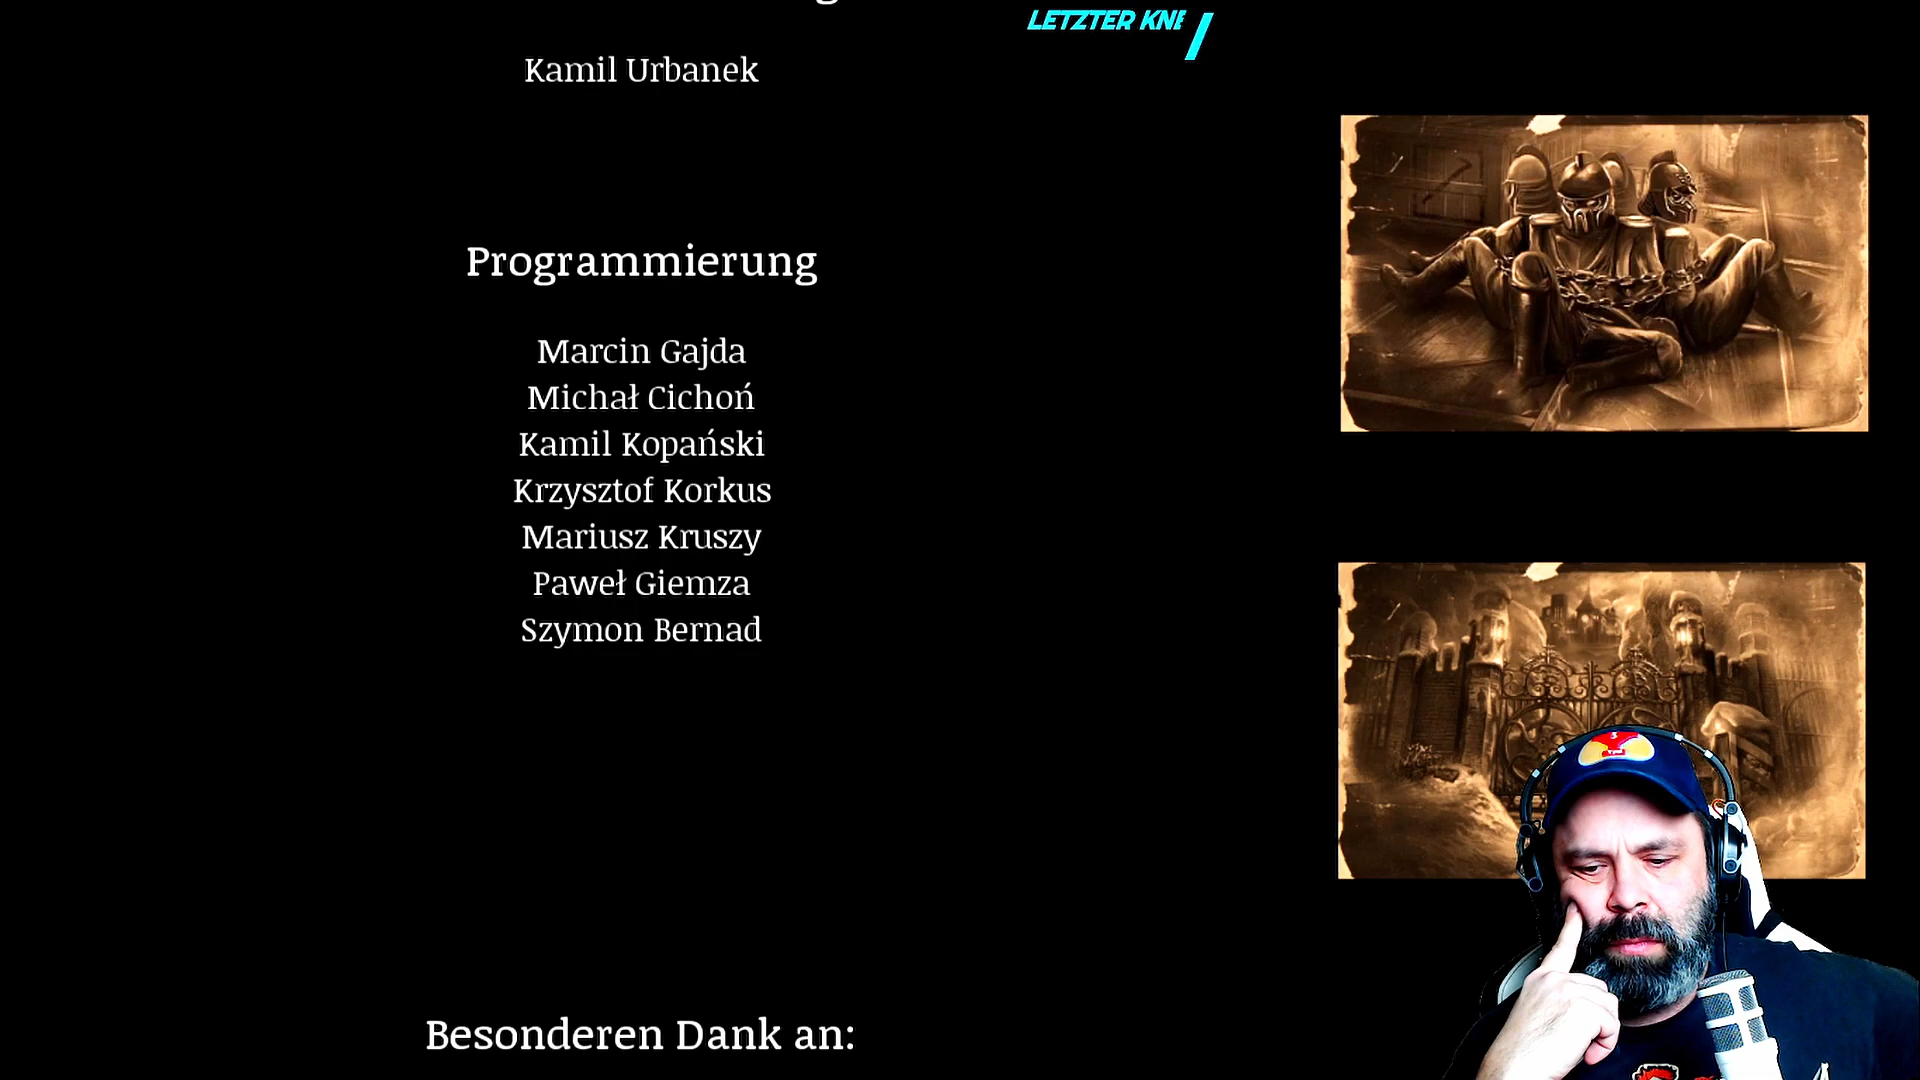 LETZTER
Kamil Urbanek
Programmierung
Marcin Gajda
Michał Cichoń
Kamil Kopański
Krzysztof Korkus
Mariusz Kruszy
Paweł Giemza
Szymon Bernad
Besonderen Dank an: